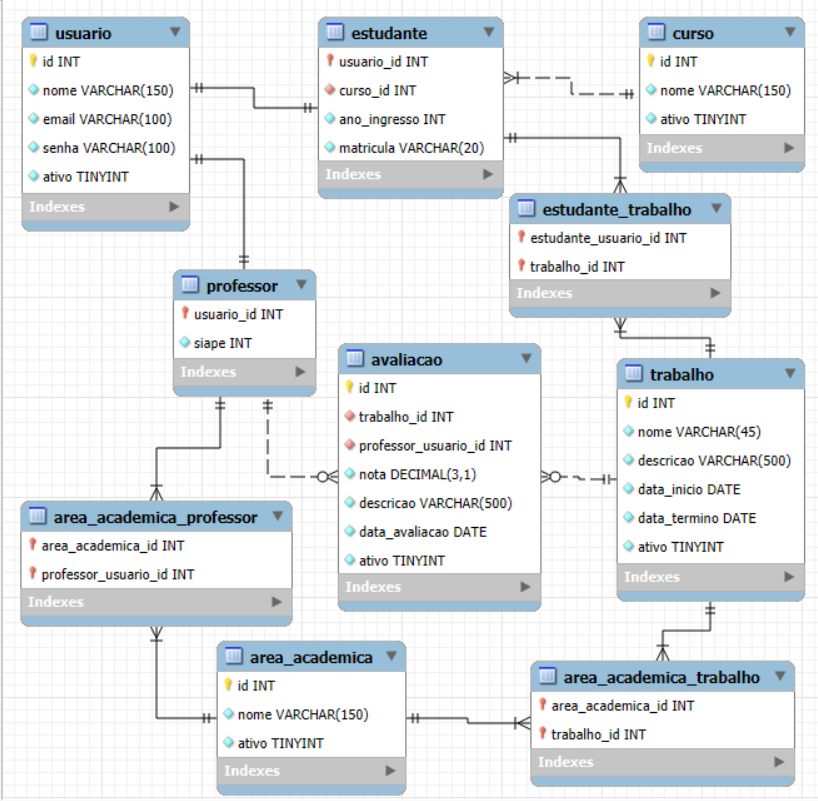 usuario
id INT
nome VARCHAR(150)
email VARCHAR(100)
senha VARCHAR(100)
ativo TINYINT
Indexes
estudante
usuario_id INT
curso_id INT
ano_ingresso INT
matricula VARCHAR(20)
Indexes
curso
id INT
nome VARCHAR(150)
ativo TINYINT
Indexes
estudante_trabalho
estudante_usuario_id INT
trabalho_id INT
Indexes
professor
usuario_id INT
siape INT
Indexes
avaliacao
id INT
trabalho_id INT
professor_usuario_id INT
nota DECIMAL(3,1)
descricao VARCHAR(500)
data_avaliacao DATE
ativo TINYINT
Indexes
trabalho
id INT
nome VARCHAR(45)
descricao VARCHAR(500)
data_inicio DATE
data_termino DATE
ativo TINYINT
Indexes
area_academica_professor
area_academica_id INT
professor_usuario_id INT
Indexes
area_academica
id INT
nome VARCHAR(150)
ativo TINYINT
Indexes
area_academica_trabalho
area_academica_id INT
trabalho_id INT
Indexes